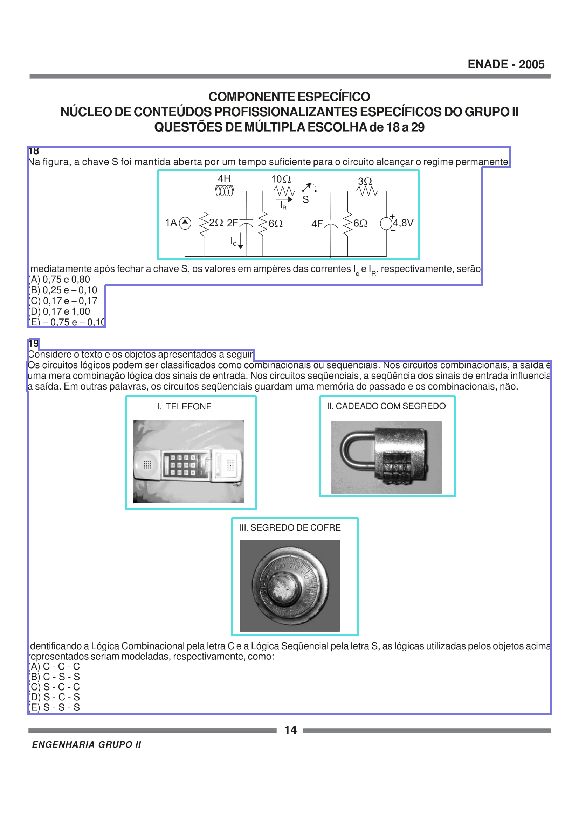 ENADE - 2005
COMPONENTE ESPECÍFICO
NÚCLEO DE CONTEÚDOS PROFISSIONALIZANTES ESPECÍFICOS DO GRUPO II
QUESTÕES DE MÚLTIPLA ESCOLHA de 18 a 29
18
Na figura, a chave S foi mantida aberta por um tempo suficiente para o circuito alcançar o regime permanente.
4H 10Ω 3Ω
S
I_R
1A 2Ω 2F 6Ω 4F 6Ω 4,8V
I_c
mediatamente após fechar a chave S, os valores em ampères das correntes I_c e I_R, respectivamente, serão
(A) 0,75 e 0,80
(B) 0,25 e – 0,10
(C) 0,17 e – 0,17
(D) 0,17 e 1,00
(E) – 0,75 e – 0,10
19
Considere o texto e os objetos apresentados a seguir.
Os circuitos lógicos podem ser classificados como combinacionais ou seqüenciais. Nos circuitos combinacionais, a saída é
uma mera combinação lógica dos sinais de entrada. Nos circuitos seqüenciais, a seqüência dos sinais de entrada influencia
a saída. Em outras palavras, os circuitos seqüenciais guardam uma memória do passado e os combinacionais, não.
I. TELEFONE
II. CADEADO COM SEGREDO
III. SEGREDO DE COFRE
dentificando a Lógica Combinacional pela letra C e a Lógica Seqüencial pela letra S, as lógicas utilizadas pelos objetos acima
representados seriam modeladas, respectivamente, como:
(A) C - C - C
(B) C - S - S
(C) S - C - C
(D) S - C - S
(E) S - S - S
14
ENGENHARIA GRUPO II